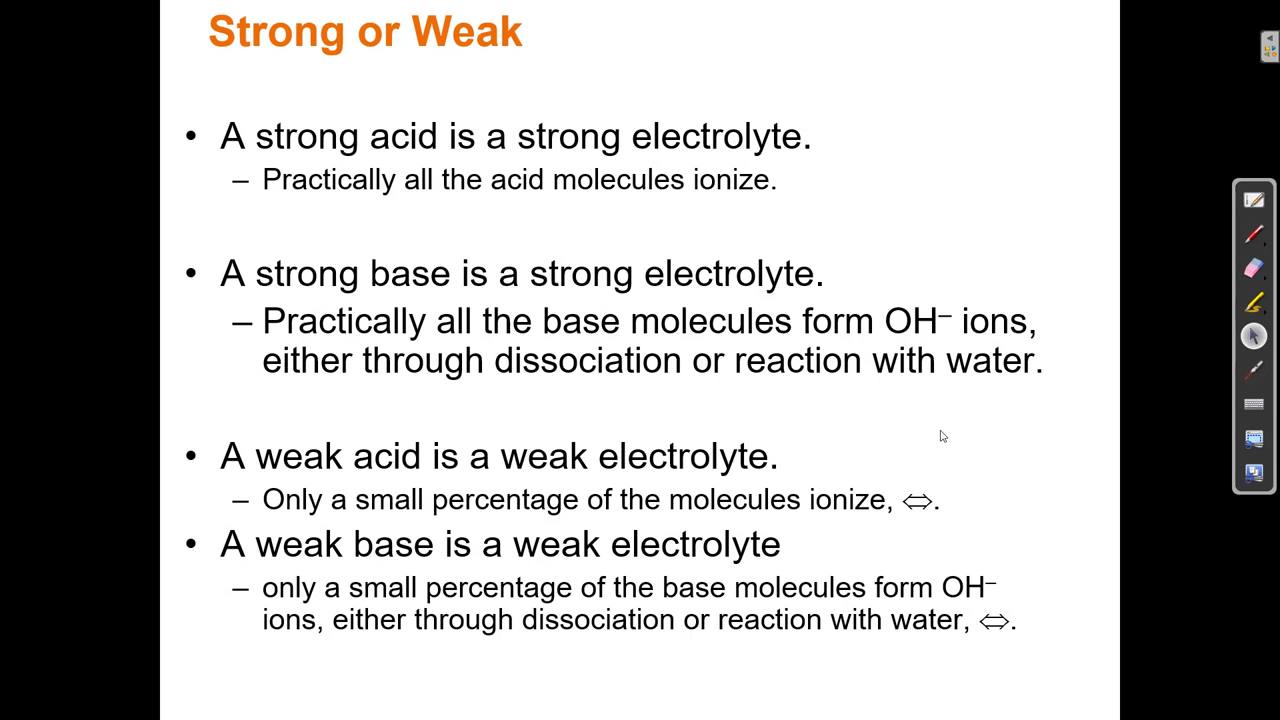 Strong or Weak
• A strong acid is a strong electrolyte.
– Practically all the acid molecules ionize.
• A strong base is a strong electrolyte.
– Practically all the base molecules form OH⁻ ions,
either through dissociation or reaction with water.
• A weak acid is a weak electrolyte.
– Only a small percentage of the molecules ionize, ⇔.
• A weak base is a weak electrolyte
– only a small percentage of the base molecules form OH⁻
ions, either through dissociation or reaction with water, ⇔.